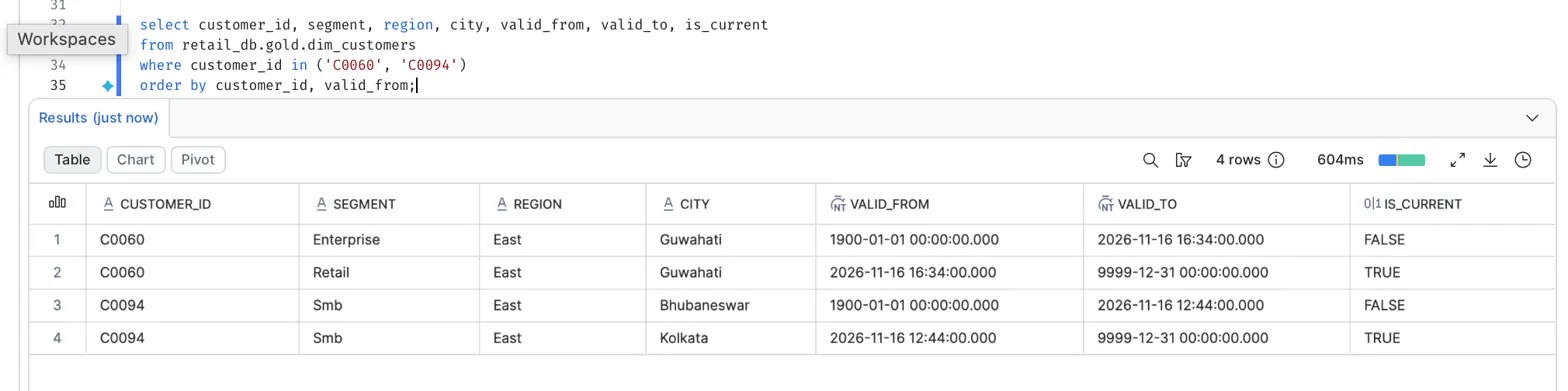 31
32 select customer_id, segment, region, city, valid_from, valid_to, is_current
Workspaces
from retail_db.gold.dim_customers
34 where customer_id in ('C0060', 'C0094')
35 order by customer_id, valid_from;
Results (just now)
Table Chart Pivot 4 rows 604ms
CUSTOMER_ID SEGMENT REGION CITY VALID_FROM VALID_TO IS_CURRENT
1 C0060 Enterprise East Guwahati 1900-01-01 00:00:00.000 2026-11-16 16:34:00.000 FALSE
2 C0060 Retail East Guwahati 2026-11-16 16:34:00.000 9999-12-31 00:00:00.000 TRUE
3 C0094 Smb East Bhubaneswar 1900-01-01 00:00:00.000 2026-11-16 12:44:00.000 FALSE
4 C0094 Smb East Kolkata 2026-11-16 12:44:00.000 9999-12-31 00:00:00.000 TRUE